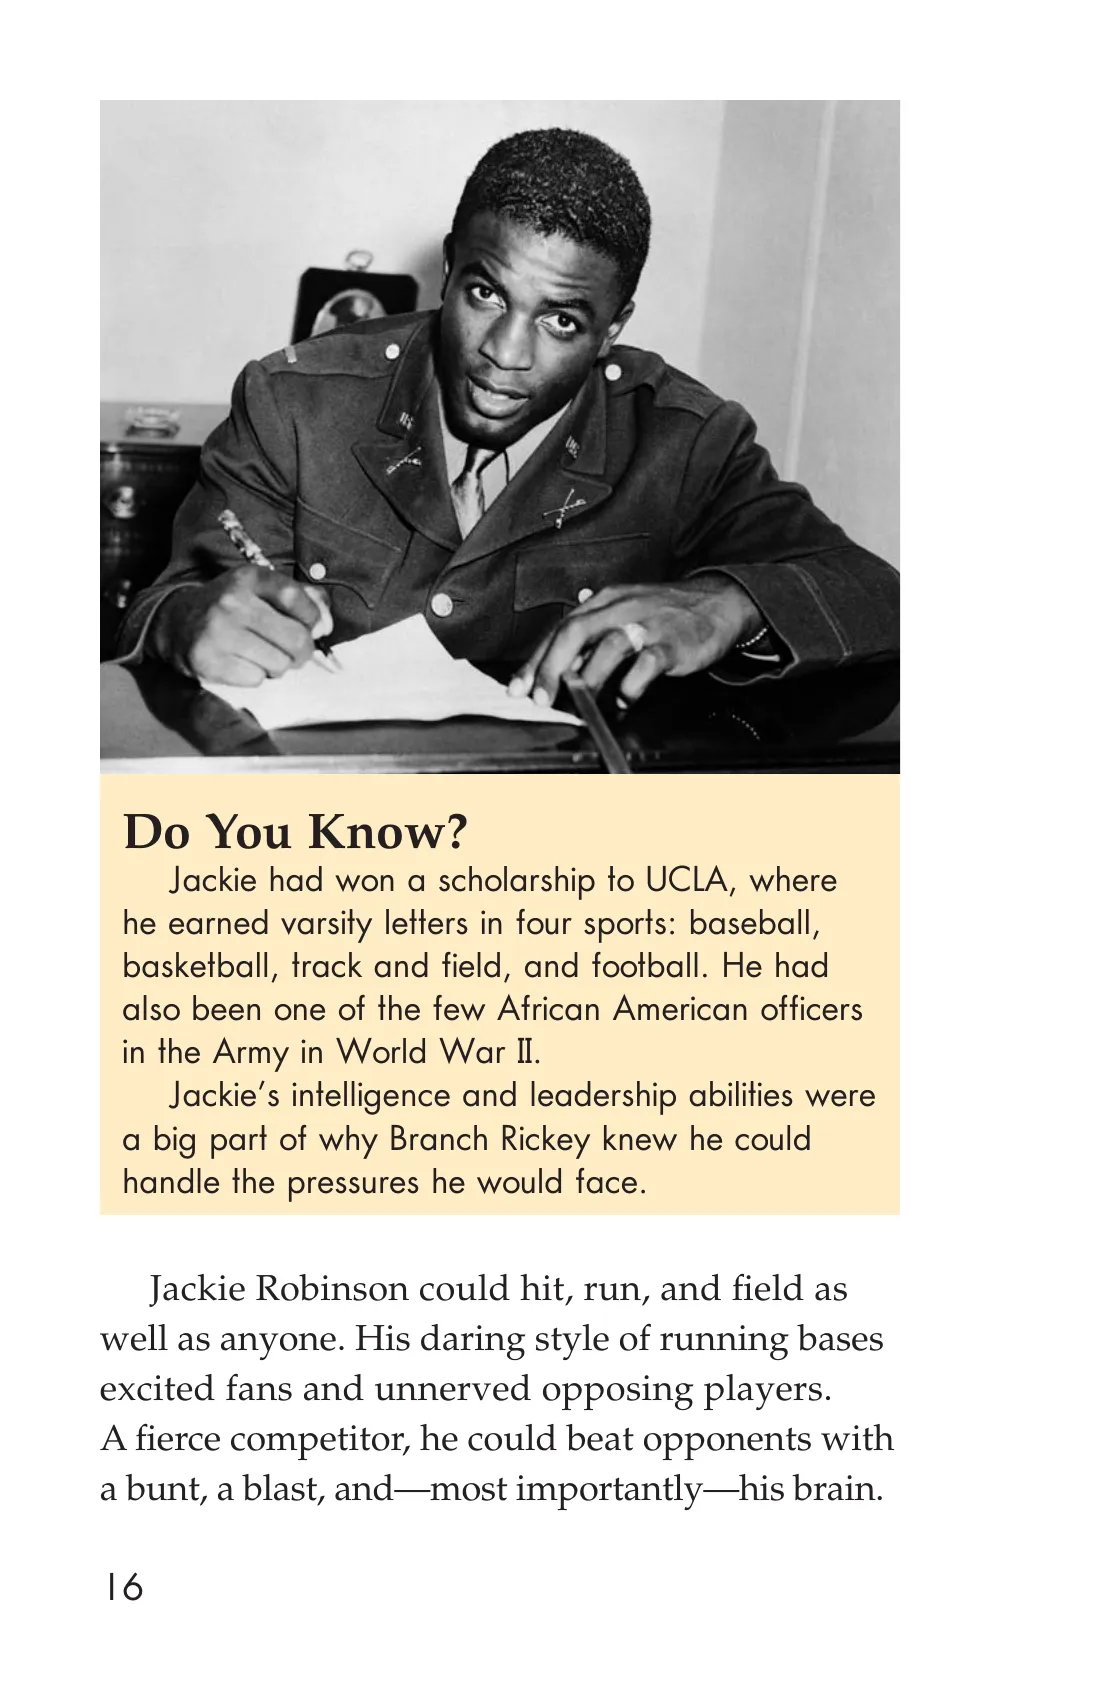 Do You Know?
Jackie had won a scholarship to UCLA, where
he earned varsity letters in four sports: baseball,
basketball, track and field, and football. He had
also been one of the few African American officers
in the Army in World War II.
Jackie’s intelligence and leadership abilities were
a big part of why Branch Rickey knew he could
handle the pressures he would face.
Jackie Robinson could hit, run, and field as
well as anyone. His daring style of running bases
excited fans and unnerved opposing players.
A fierce competitor, he could beat opponents with
a bunt, a blast, and—most importantly—his brain.
16